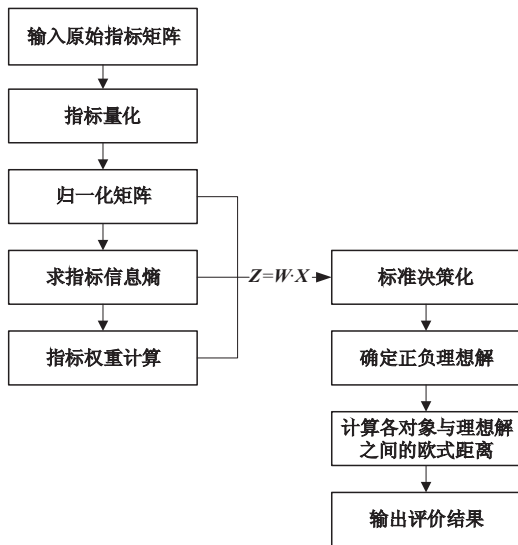 输入原始指标矩阵
指标量化
归一化矩阵
求指标信息熵
指标权重计算
Z=W·X
标准决策化
确定正负理想解
计算各对象与理想解
之间的欧式距离
输出评价结果